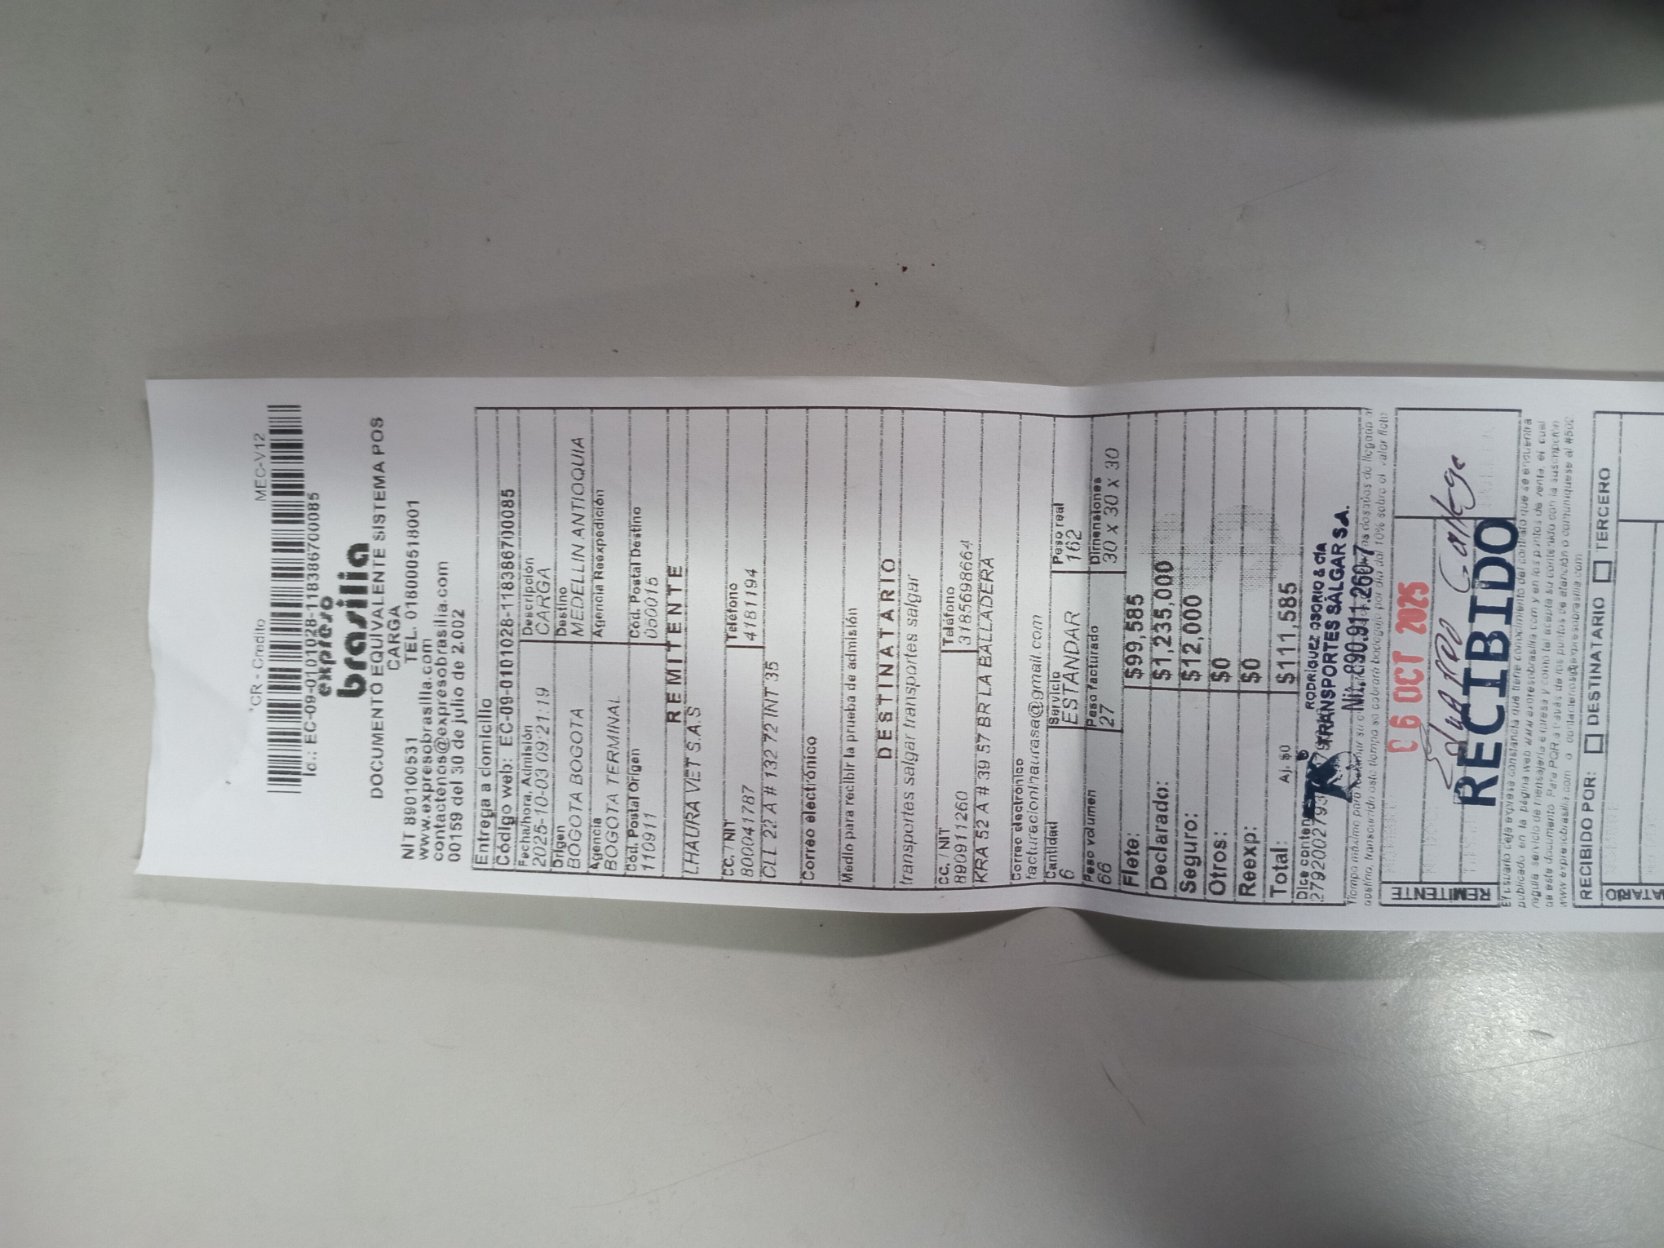 CR - Credito MEC-V12
Ic.: EC-09-0101028-118386700085
expreso
brasilia
DOCUMENTO EQUIVALENTE SISTEMA POS
CARGA
NIT 890100531 TEL. 018000518001
www.expresobrasilia.com
contactenos@expresobrasilia.com
00159 del 30 de julio de 2.002
Entrega a domicilio
Código web: EC-09-0101028-118386700085
Fecha/hora. Admisión Descripción
2025-10-03 09:21:19 CARGA
Origen Destino
BOGOTA BOGOTA MEDELLIN ANTIOQUIA
Agencia Agencia Reexpedición
BOGOTA TERMINAL
Cód. Postal Origen Cód. Postal Destino
110911 050015
REMITENTE
LHAURA VET S.A.S
CC. / NIT Teléfono
800041787 4181194
CLL 22 A # 132 72 INT 35
Correo electrónico
Medio para recibir la prueba de admisión
DESTINATARIO
transportes salgar transportes salgar
CC. / NIT Teléfono
890911260 3185698664
KRA 52 A # 39 57 BR LA BALLADERA
Correo electrónico
facturacionlhaurasa@gmail.com
Cantidad Servicio Peso real
6 ESTANDAR 162
Peso volumen Peso facturado Dimensiones
66 27 30 x 30 x 30
Flete: $99,585
Declarado: $1,235,000
Seguro: $12,000
Otros: $0
Reexp: $0
Total: Aj. $0 $111,585
Dice
RODRIGUEZ OSORIO & CIA
TRANSPORTES SALGAR S.A.
Nit. 890.911.260-7
Tiempo máximo para
06 OCT 2025
RECIBIDO
REMITENTE
RECIBIDO POR: DESTINATARIO TERCERO